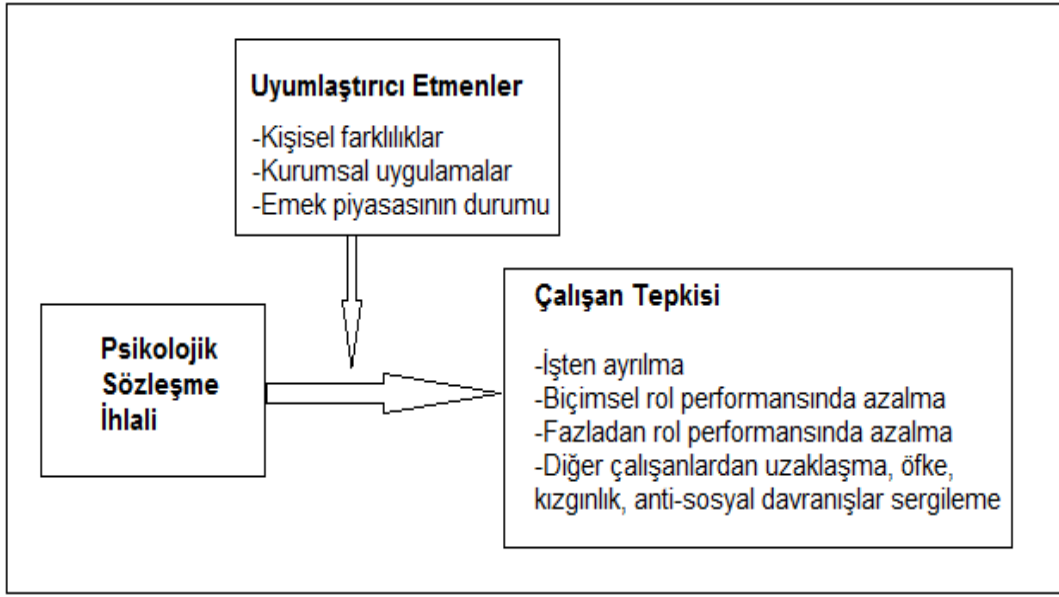 Uyumlaştırıcı Etmenler
-Kişisel farklılıklar
-Kurumsal uygulamalar
-Emek piyasasının durumu
Psikolojik
Sözleşme
İhlali
Çalışan Tepkisi
-İşten ayrılma
-Biçimsel rol performansında azalma
-Fazladan rol performansında azalma
-Diğer çalışanlardan uzaklaşma, öfke,
kızgınlık, anti-sosyal davranışlar sergileme